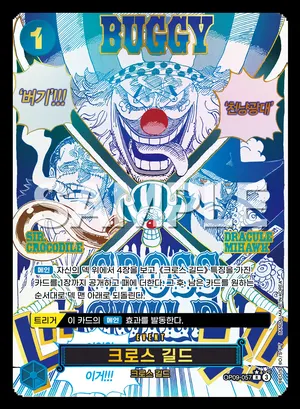 1
BUGGY
'버기'!!!
'천냥광대'
SAMPLE
SIR
CROCODILE
DRACULE
MIHAWK
CROSS
GUILD
메인 자신의 덱 위에서 4장을 보고, 《크로스 길드》 특징을 가진
카드를 1장까지 공개하고 패에 더한다. 그 후, 남은 카드를 원하는
순서대로 덱 맨 아래로 되돌린다.
트리거 이 카드의 메인 효과를 발동한다.
EVENT
크로스 길드
크로스 길드
OP09-057 R 3
이거!!!